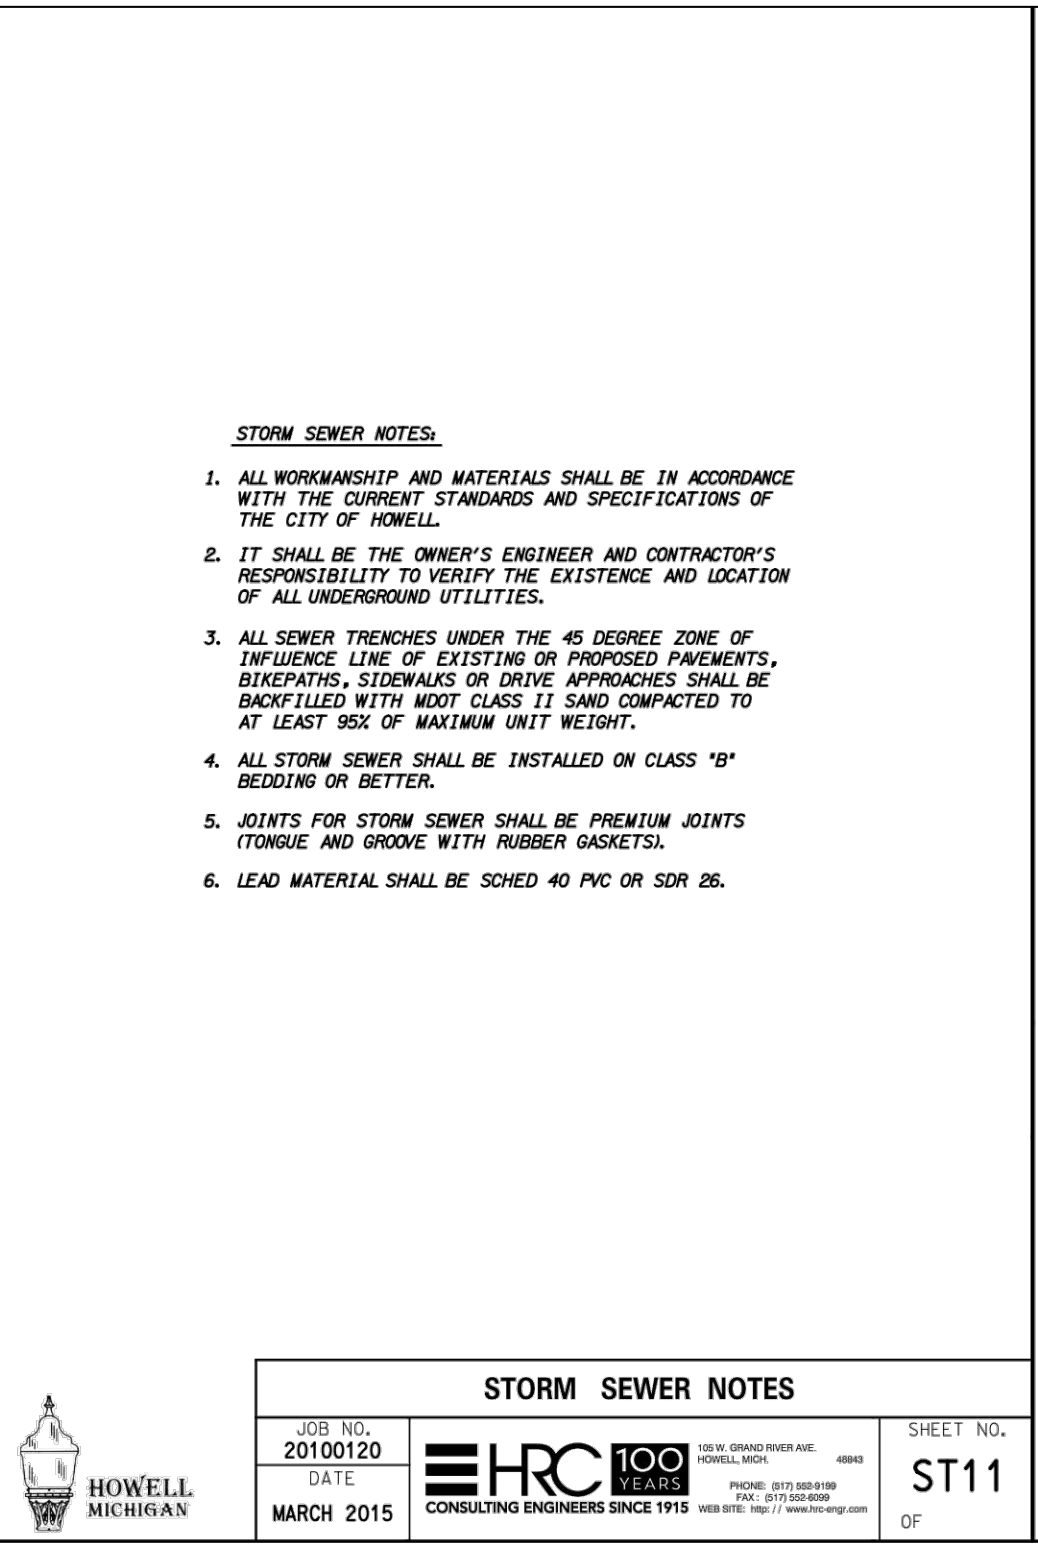 STORM SEWER NOTES:
1. ALL WORKMANSHIP AND MATERIALS SHALL BE IN ACCORDANCE
WITH THE CURRENT STANDARDS AND SPECIFICATIONS OF
THE CITY OF HOWELL.
2. IT SHALL BE THE OWNER'S ENGINEER AND CONTRACTOR'S
RESPONSIBILITY TO VERIFY THE EXISTENCE AND LOCATION
OF ALL UNDERGROUND UTILITIES.
3. ALL SEWER TRENCHES UNDER THE 45 DEGREE ZONE OF
INFLUENCE LINE OF EXISTING OR PROPOSED PAVEMENTS,
BIKEPATHS, SIDEWALKS OR DRIVE APPROACHES SHALL BE
BACKFILLED WITH MDOT CLASS II SAND COMPACTED TO
AT LEAST 95% OF MAXIMUM UNIT WEIGHT.
4. ALL STORM SEWER SHALL BE INSTALLED ON CLASS "B"
BEDDING OR BETTER.
5. JOINTS FOR STORM SEWER SHALL BE PREMIUM JOINTS
(TONGUE AND GROOVE WITH RUBBER GASKETS).
6. LEAD MATERIAL SHALL BE SCHED 40 PVC OR SDR 26.
HOWELL
MICHIGAN
STORM SEWER NOTES
JOB NO.
20100120
DATE
MARCH 2015
HRC
100
YEARS
CONSULTING ENGINEERS SINCE 1915
105 W. GRAND RIVER AVE.
HOWELL, MICH. 48843
PHONE: (517) 552-9199
FAX : (517) 552-6099
WEB SITE: http: / / www.hrc-engr.com
SHEET NO.
ST11
OF